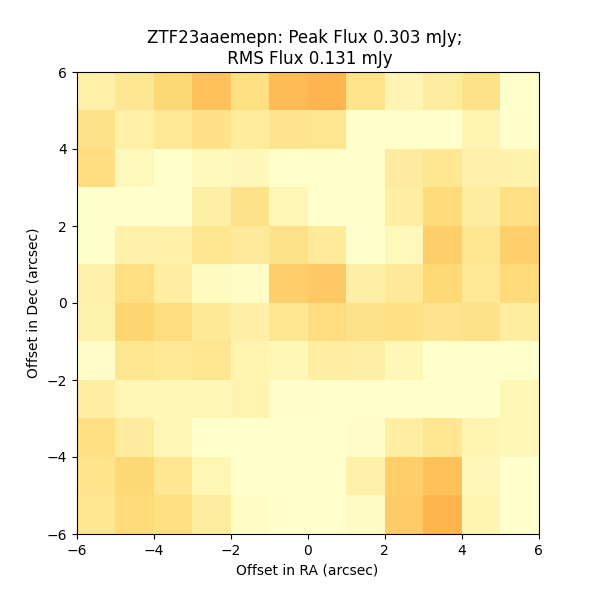 ZTF23aaemepn: Peak Flux 0.303 mJy;
RMS Flux 0.131 mJy
6
4
2
0
−2
−4
−6
Offset in Dec (arcsec)
−6 −4 −2 0 2 4 6
Offset in RA (arcsec)